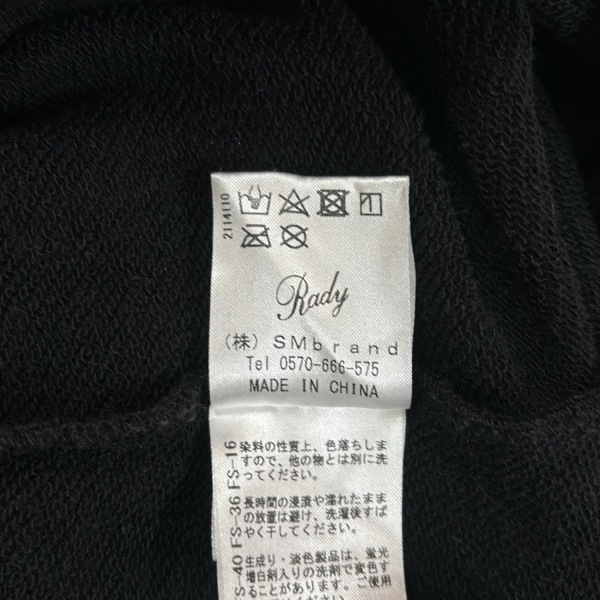 2114110
Rady
(株) SMbrand
Tel 0570-666-575
MADE IN CHINA
FS-16
染料の性質上、色落ちしま
すので、他の物とは別に洗
ってください。
FS-36
長時間の浸漬や濡れたまま
の放置は避け、洗濯後すば
やく干してください。
S-40
生成り・淡色製品は、蛍光
増白剤入りの洗剤で変色す
ることがあります。ご使用